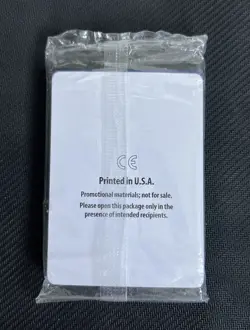 CE
Printed in U.S.A.
Promotional materials; not for sale.
Please open this package only in the
presence of intended recipients.